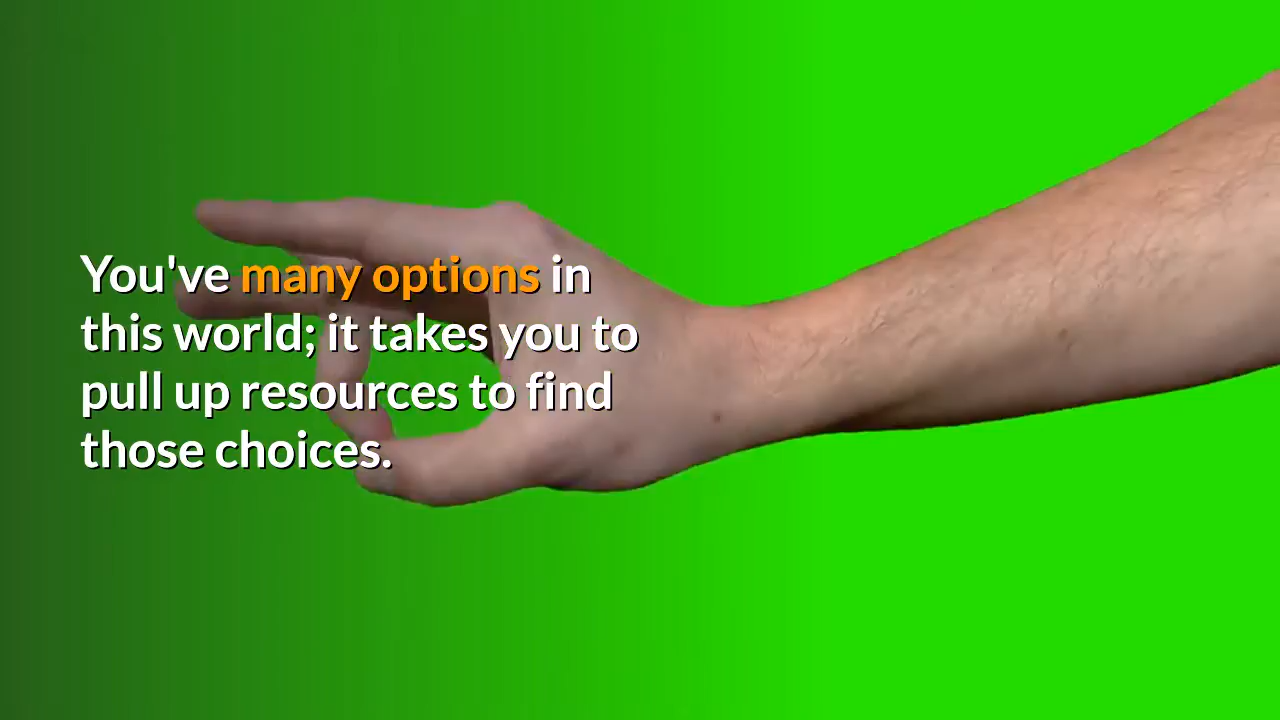 You've many options in
this world; it takes you to
pull up resources to find
those choices.